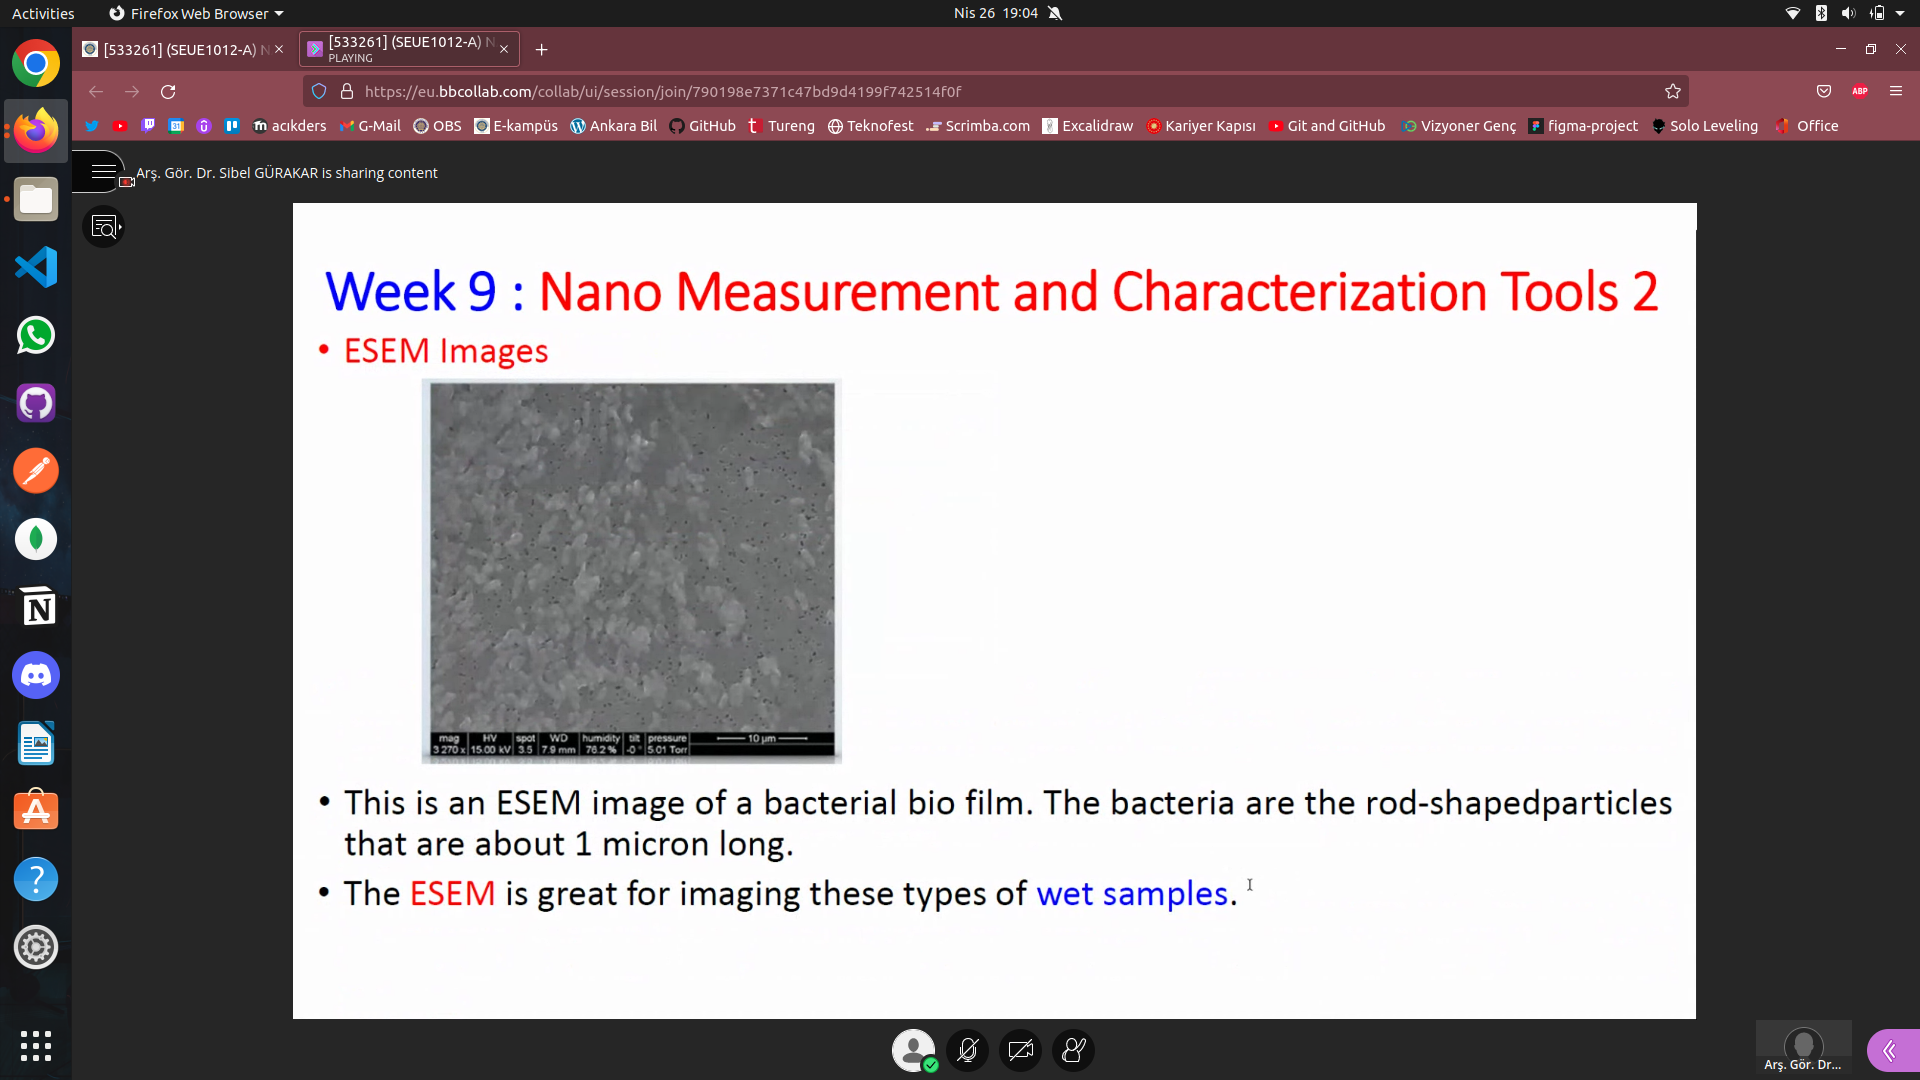 Activities
Firefox Web Browser
Nis 26 19:04
[533261] (SEUE1012-A) N
[533261] (SEUE1012-A) N
PLAYING
https://eu.bbcollab.com/collab/ui/session/join/790198e7371c47bd9d4199f742514f0f
ABP
31
acıkders
G-Mail
OBS
E-kampüs
Ankara Bil
GitHub
Tureng
Teknofest
Scrimba.com
Excalidraw
Kariyer Kapısı
Git and GitHub
Vizyoner Genç
figma-project
Solo Leveling
Office
Arş. Gör. Dr. Sibel GÜRAKAR is sharing content
Week 9 : Nano Measurement and Characterization Tools 2
• ESEM Images
mag HV spot WD humidity tilt pressure 10 µm
3 270 x 15.00 kV 3.5 7.9 mm 76.2 % -0° 5.01 Torr
• This is an ESEM image of a bacterial bio film. The bacteria are the rod-shapedparticles
that are about 1 micron long.
• The ESEM is great for imaging these types of wet samples.
Arş. Gör. Dr...